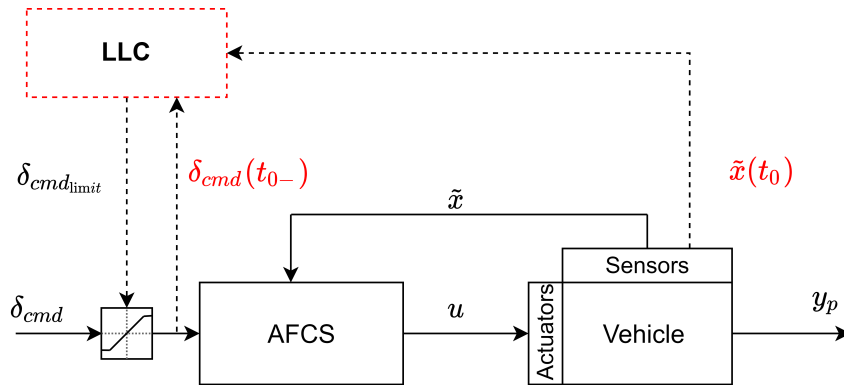 LLC
δ_{cmd_{limit}}
δ_{cmd}(t_{0−})
x̃(t_0)
x̃
Sensors
δ_{cmd}
AFCS
u
Actuators
Vehicle
y_p